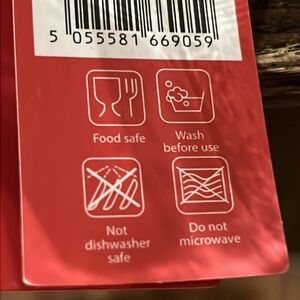 5 055581 669059
Food safe
Wash
before use
Not
dishwasher
safe
Do not
microwave